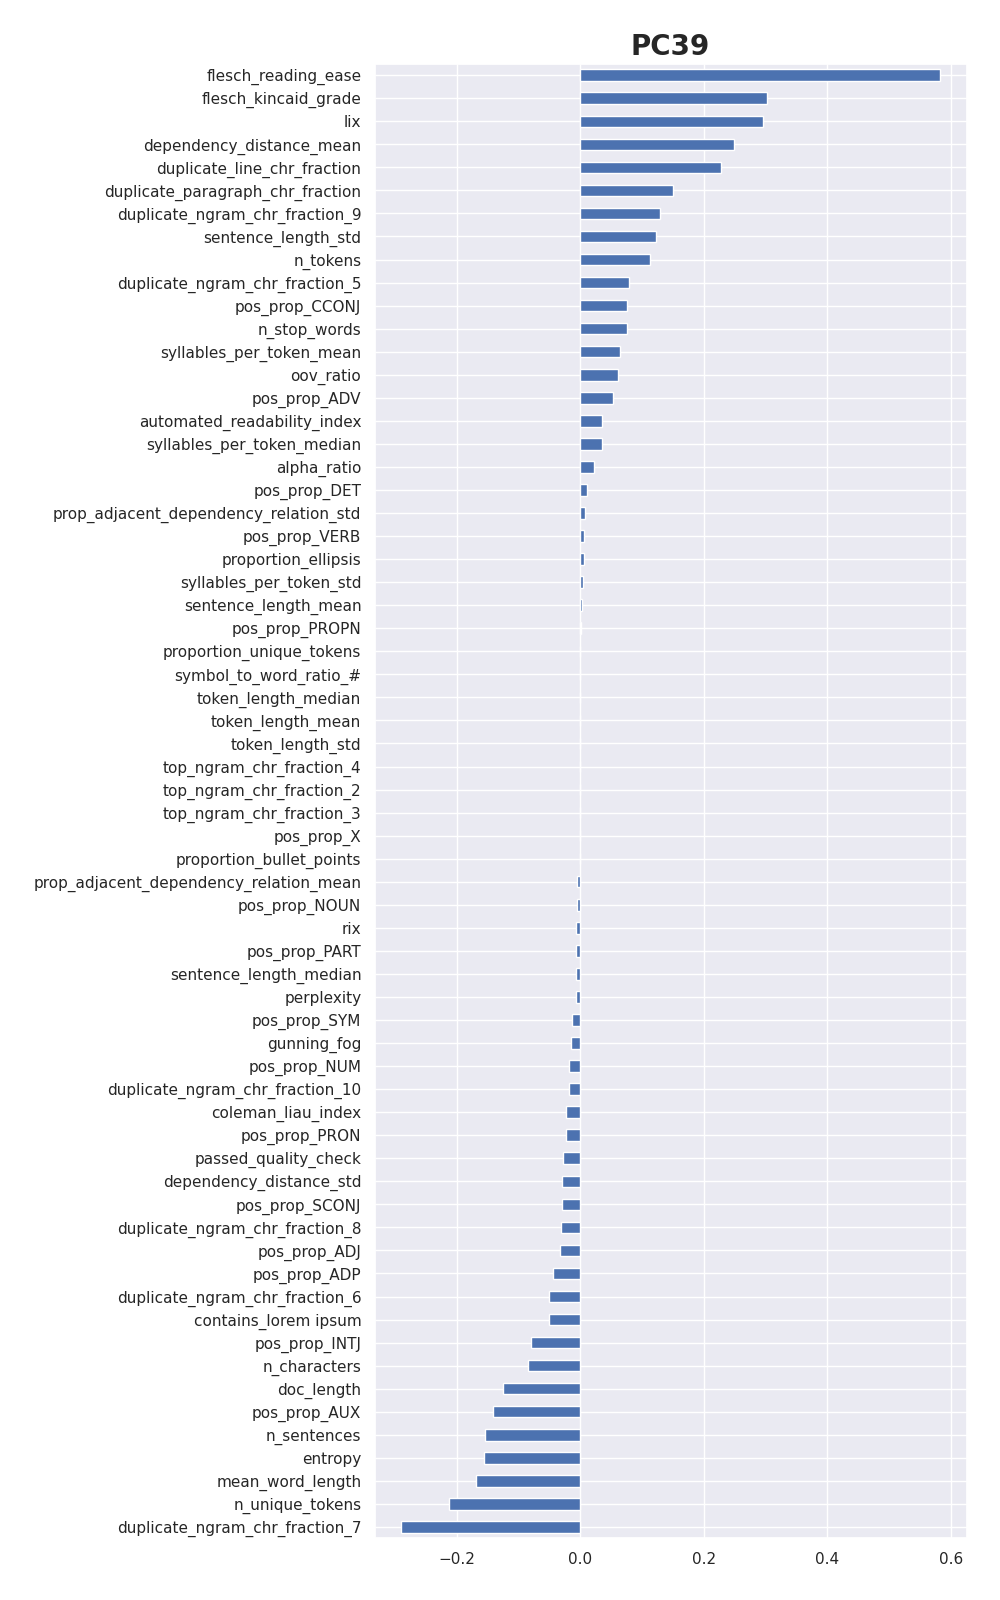 PC39
flesch_reading_ease
flesch_kincaid_grade
lix
dependency_distance_mean
duplicate_line_chr_fraction
duplicate_paragraph_chr_fraction
duplicate_ngram_chr_fraction_9
sentence_length_std
n_tokens
duplicate_ngram_chr_fraction_5
pos_prop_CCONJ
n_stop_words
syllables_per_token_mean
oov_ratio
pos_prop_ADV
automated_readability_index
syllables_per_token_median
alpha_ratio
pos_prop_DET
prop_adjacent_dependency_relation_std
pos_prop_VERB
proportion_ellipsis
syllables_per_token_std
sentence_length_mean
pos_prop_PROPN
proportion_unique_tokens
symbol_to_word_ratio_#
token_length_median
token_length_mean
token_length_std
top_ngram_chr_fraction_4
top_ngram_chr_fraction_2
top_ngram_chr_fraction_3
pos_prop_X
proportion_bullet_points
prop_adjacent_dependency_relation_mean
pos_prop_NOUN
rix
pos_prop_PART
sentence_length_median
perplexity
pos_prop_SYM
gunning_fog
pos_prop_NUM
duplicate_ngram_chr_fraction_10
coleman_liau_index
pos_prop_PRON
passed_quality_check
dependency_distance_std
pos_prop_SCONJ
duplicate_ngram_chr_fraction_8
pos_prop_ADJ
pos_prop_ADP
duplicate_ngram_chr_fraction_6
contains_lorem ipsum
pos_prop_INTJ
n_characters
doc_length
pos_prop_AUX
n_sentences
entropy
mean_word_length
n_unique_tokens
duplicate_ngram_chr_fraction_7
−0.2 0.0 0.2 0.4 0.6